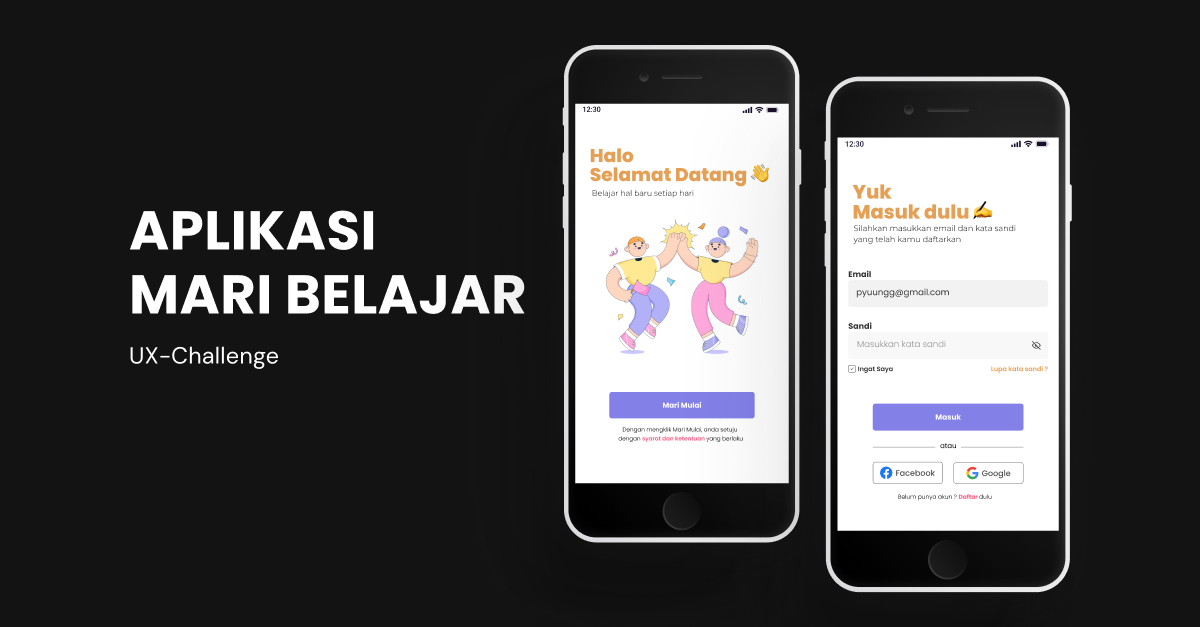 APLIKASI
MARI BELAJAR
UX-Challenge
12:30
Halo
Selamat Datang 👋
Belajar hal baru setiap hari
Mari Mulai
Dengan mengklik Mari Mulai, anda setuju
dengan syarat dan ketentuan yang berlaku
12:30
Yuk
Masuk dulu ✍
Silahkan masukkan email dan kata sandi
yang telah kamu daftarkan
Email
pyuungg@gmail.com
Sandi
Masukkan kata sandi
Ingat Saya
Lupa kata sandi ?
Masuk
atau
Facebook
Google
Belum punya akun ? Daftar dulu